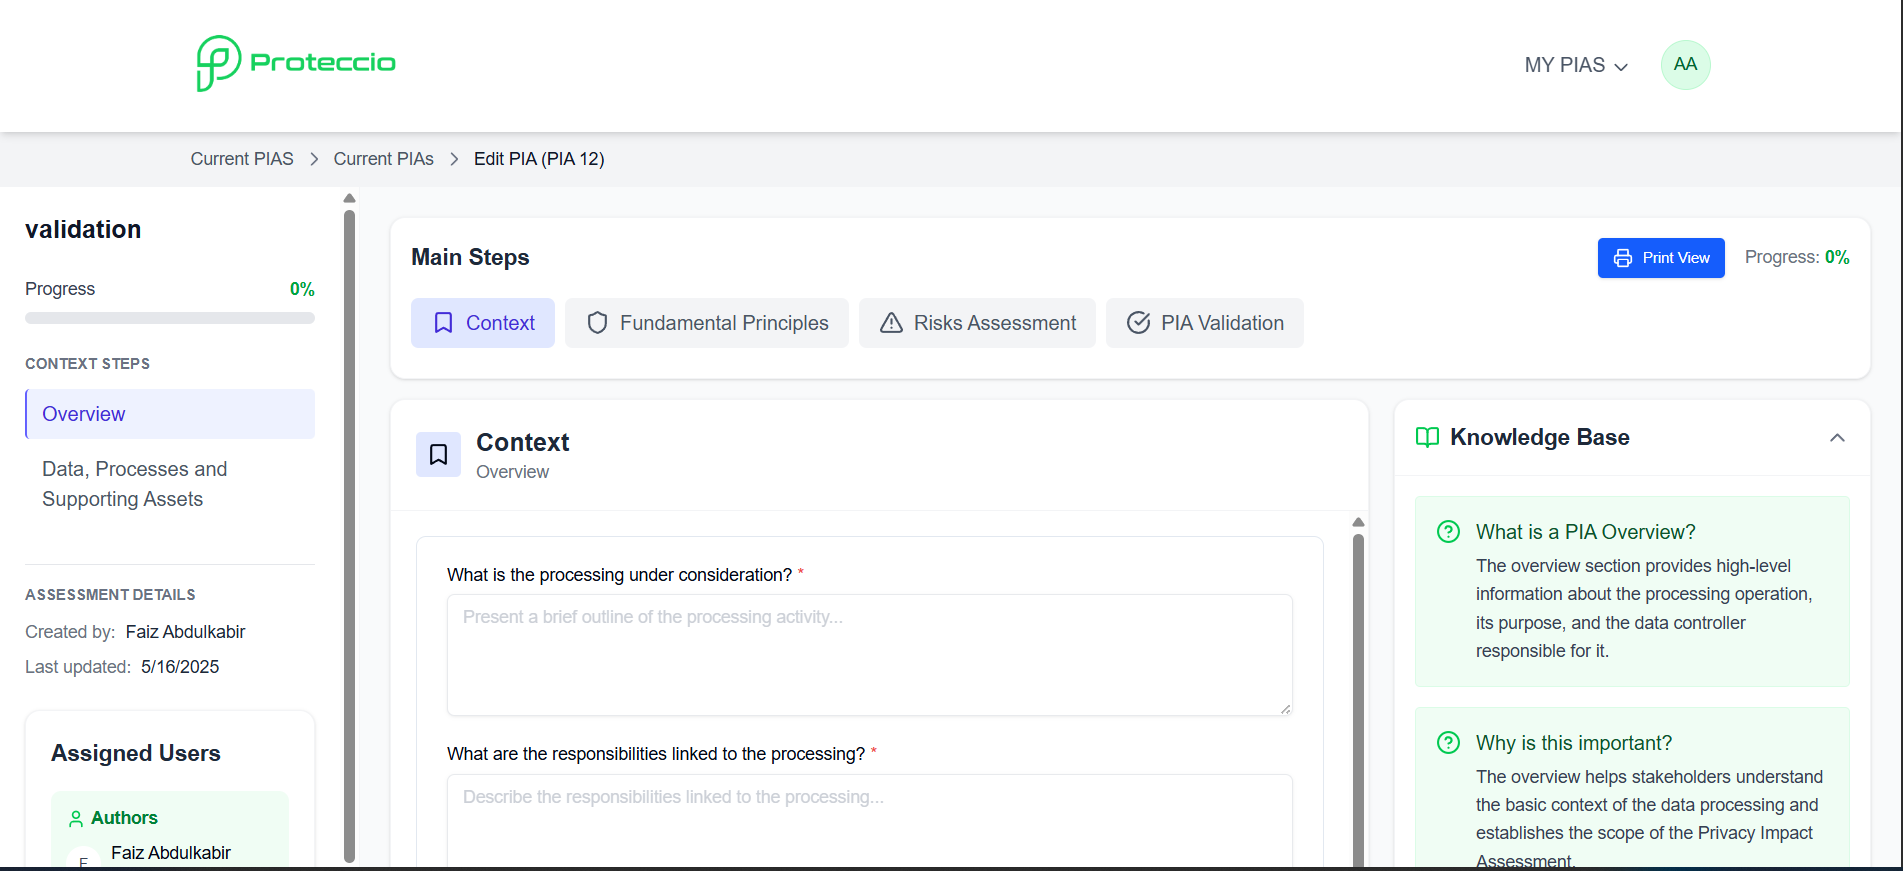 Proteccio
MY PIAS
AA
Current PIAS > Current PIAs > Edit PIA (PIA 12)
validation
Progress 0%
CONTEXT STEPS
Overview
Data, Processes and
Supporting Assets
ASSESSMENT DETAILS
Created by: Faiz Abdulkabir
Last updated: 5/16/2025
Assigned Users
Authors
F
Faiz Abdulkabir
Main Steps
Print View
Progress: 0%
Context
Fundamental Principles
Risks Assessment
PIA Validation
Context
Overview
What is the processing under consideration? *
Present a brief outline of the processing activity...
What are the responsibilities linked to the processing? *
Describe the responsibilities linked to the processing...
Knowledge Base
What is a PIA Overview?
The overview section provides high-level
information about the processing operation,
its purpose, and the data controller
responsible for it.
Why is this important?
The overview helps stakeholders understand
the basic context of the data processing and
establishes the scope of the Privacy Impact
Assessment.